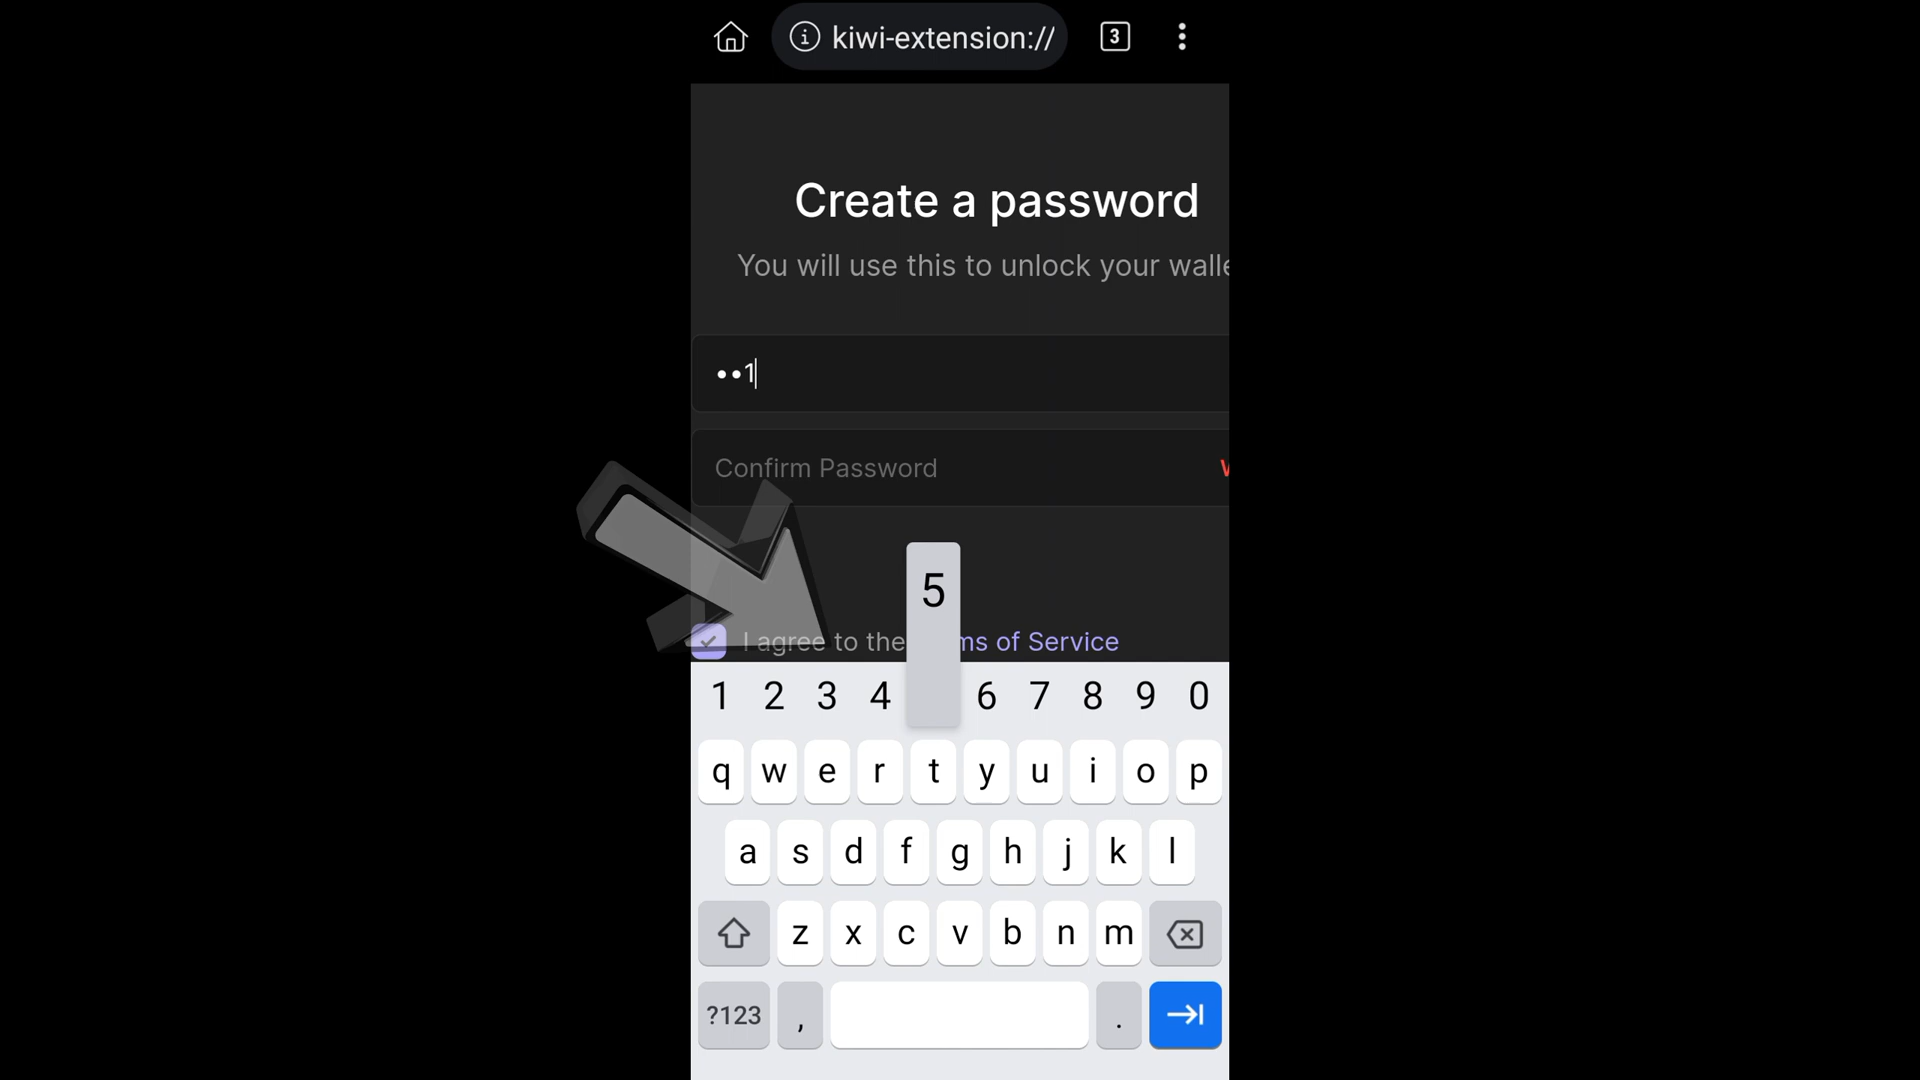 kiwi-extension:// 3
Create a password
You will use this to unlock your walle
••1
Confirm Password
5
I agree to the ms of Service
1 2 3 4 6 7 8 9 0
q w e r t y u i o p
a s d f g h j k l
z x c v b n m
?123 , .